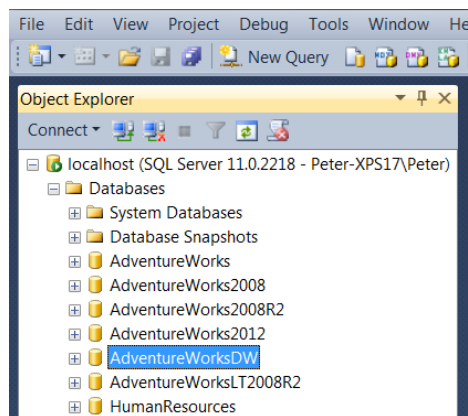 File Edit View Project Debug Tools Window He
New Query
Object Explorer
Connect
localhost (SQL Server 11.0.2218 - Peter-XPS17\Peter)
Databases
System Databases
Database Snapshots
AdventureWorks
AdventureWorks2008
AdventureWorks2008R2
AdventureWorks2012
AdventureWorksDW
AdventureWorksLT2008R2
HumanResources